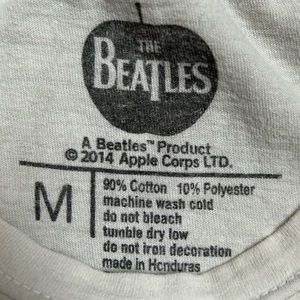 THE
BEATLES
A Beatles™ Product
© 2014 Apple Corps LTD.
M
90% Cotton 10% Polyester
machine wash cold
do not bleach
tumble dry low
do not iron decoration
made in Honduras